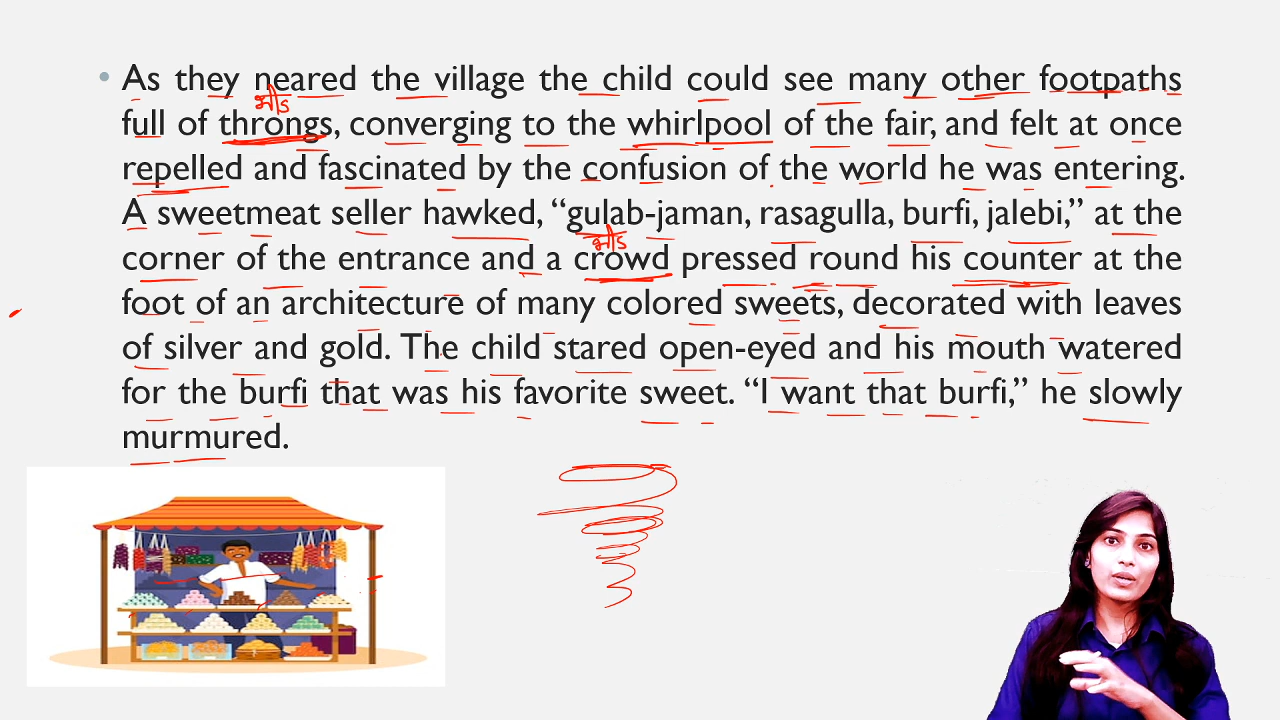 • As they neared the village the child could see many other footpaths
भीड
full of throngs, converging to the whirlpool of the fair, and felt at once
repelled and fascinated by the confusion of the world he was entering.
A sweetmeat seller hawked, “gulab-jaman, rasagulla, burfi, jalebi,” at the
भीड
corner of the entrance and a crowd pressed round his counter at the
foot of an architecture of many colored sweets, decorated with leaves
of silver and gold. The child stared open-eyed and his mouth watered
for the burfi that was his favorite sweet. “I want that burfi,” he slowly
murmured.